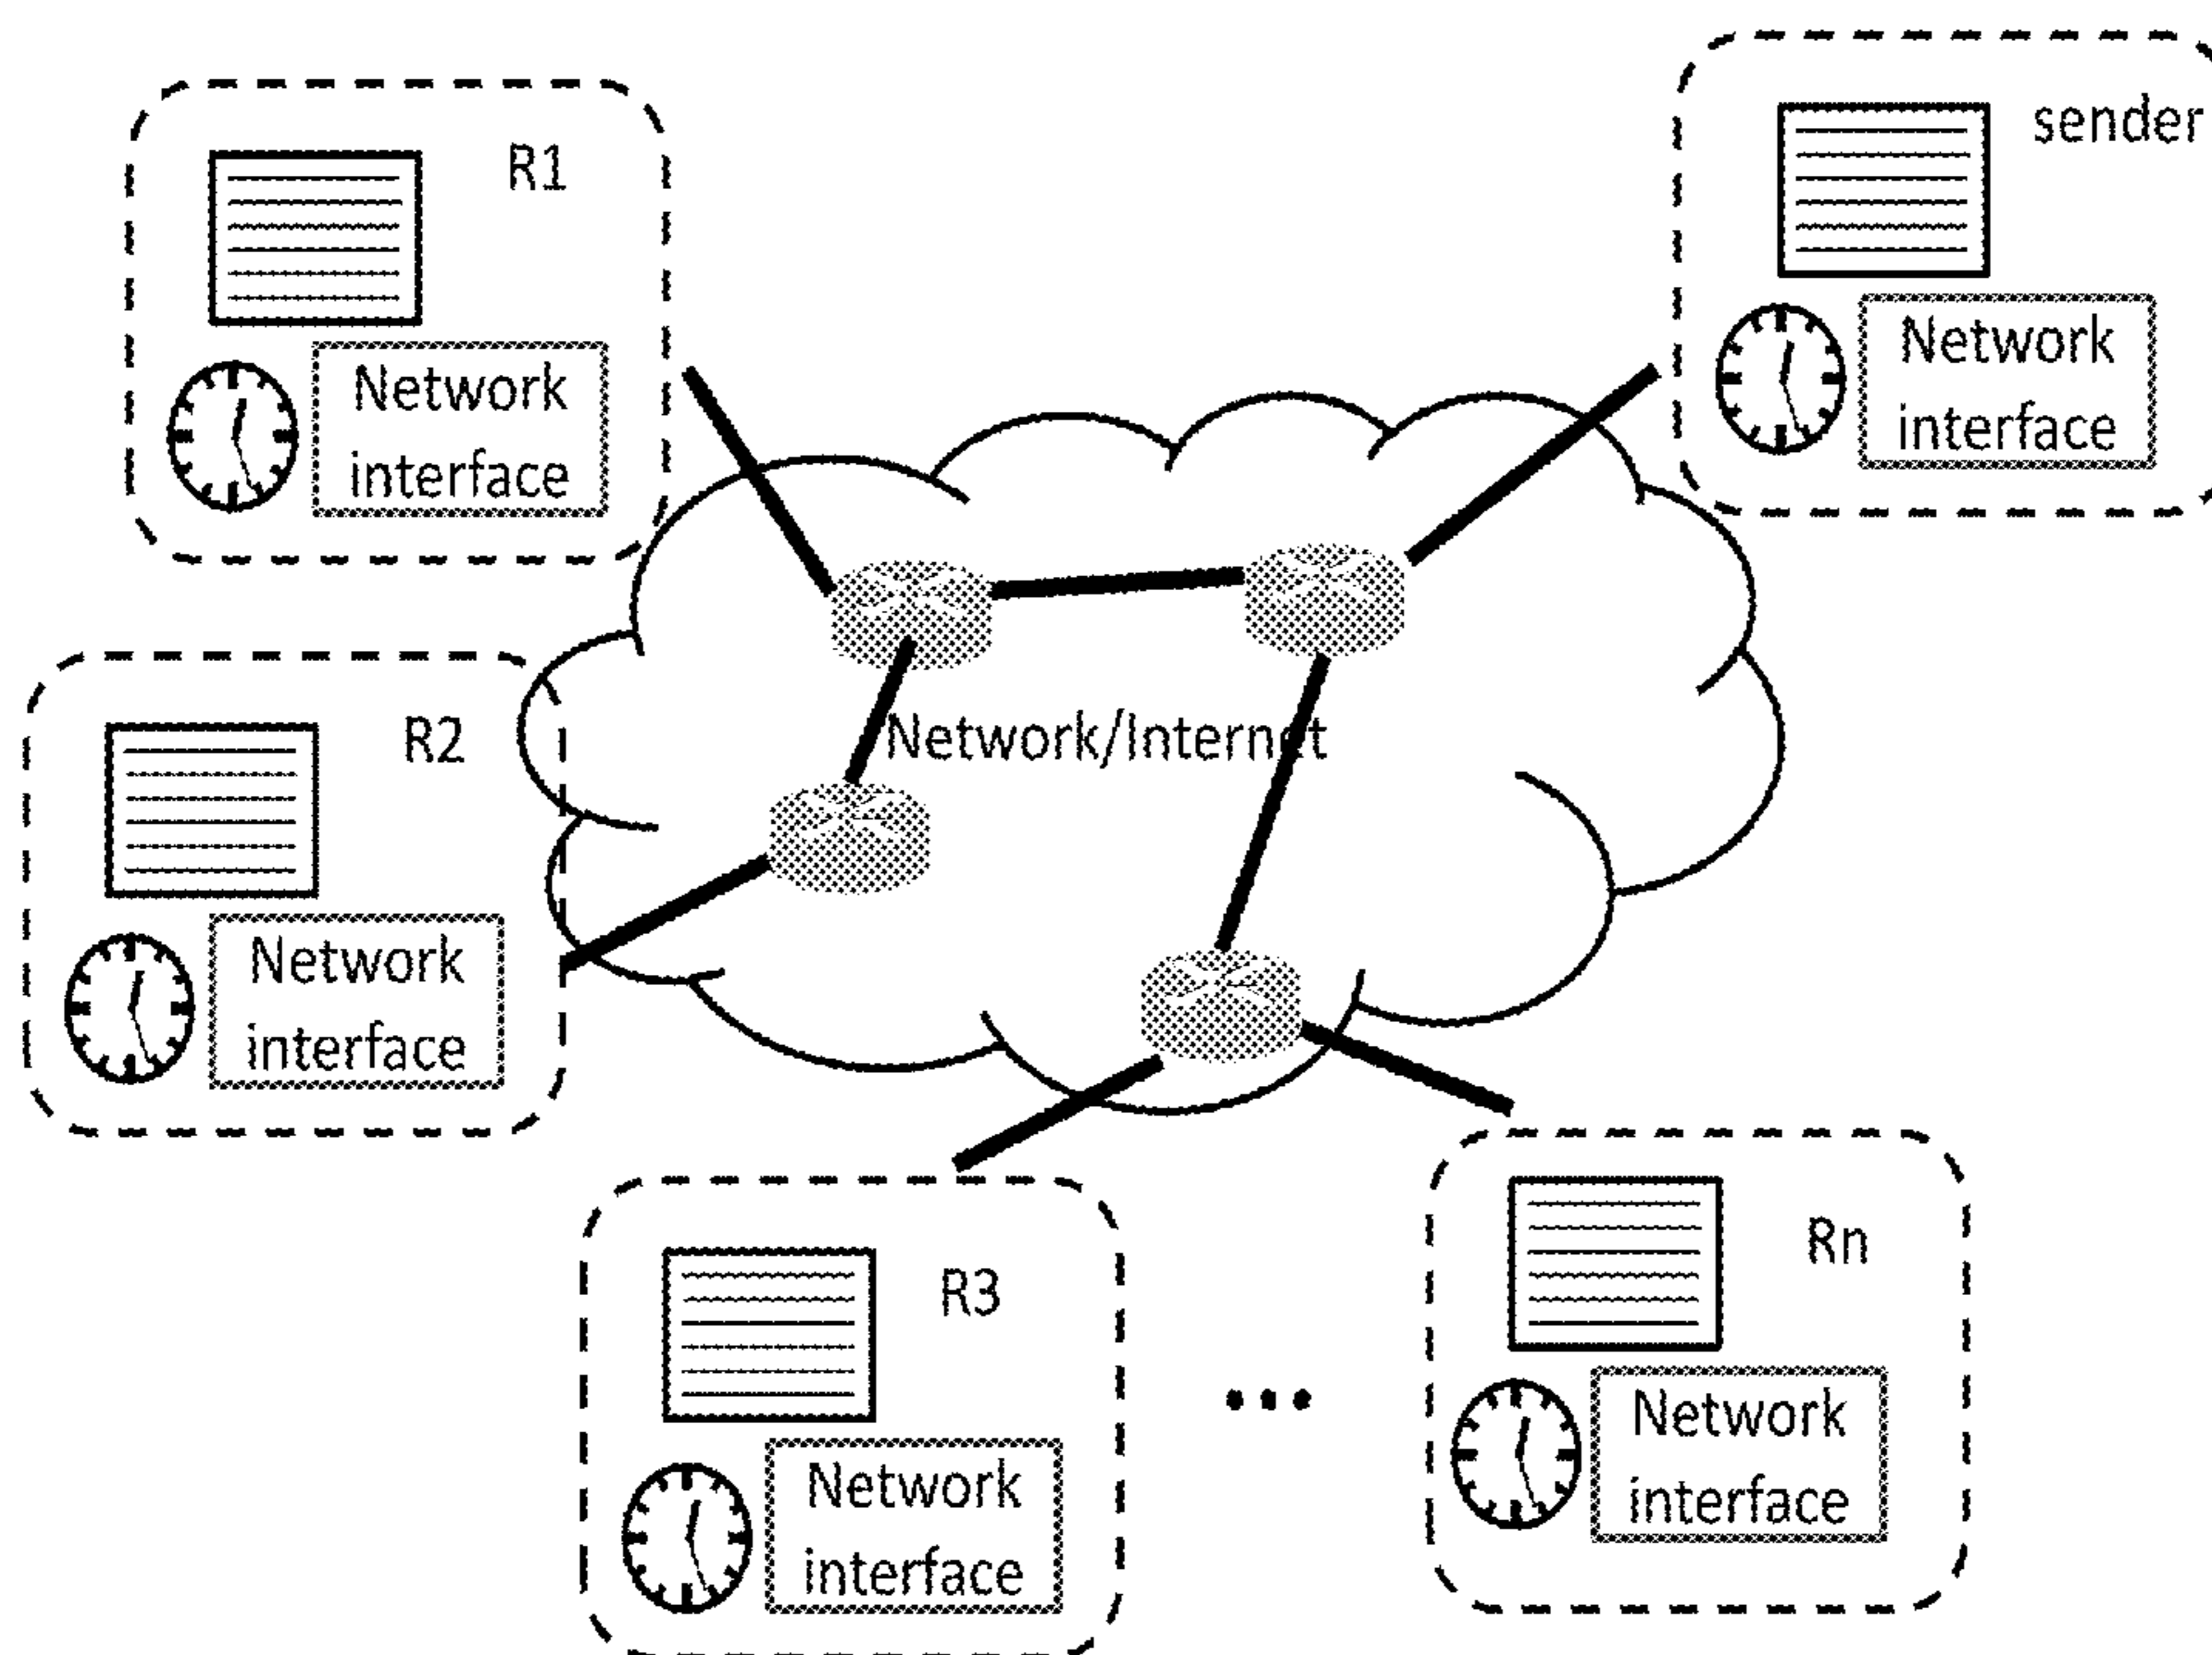 R1
Network
interface
sender
Network
interface
R2
Network
interface
Network/Internet
R3
Network
interface
...
Rn
Network
interface